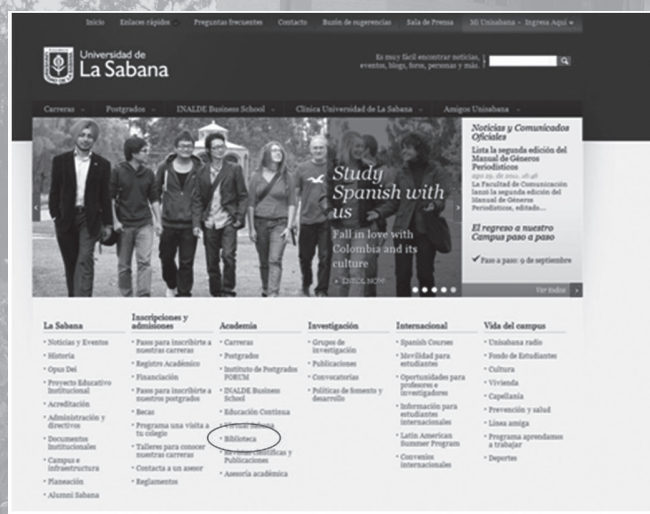 Inicio Enlaces rápidos Preguntas frecuentes Contacto Buzón de sugerencias Sala de Prensa Mi Unisabana - Ingresa Aquí
Universidad de
La Sabana
Es muy fácil encontrar noticias,
eventos, blogs, foros, personas y más.
Carreras Postgrados INALDE Business School Clínica Universidad de La Sabana Amigos Unisabana
Study
Spanish with
us
Fall in love with
Colombia and its
culture
ENROL NOW
Noticias y Comunicados
Oficiales
Lista la segunda edición del
Manual de Géneros
Periodísticos
La Facultad de Comunicación
lanzó la segunda edición del
Manual de Géneros
Periodísticos, editado...
El regreso a nuestro
Campus paso a paso
Paso a paso: 9 de septiembre
Ver todos
La Sabana
Noticias y Eventos
Historia
Opus Dei
Proyecto Educativo
Institucional
Acreditación
Administración y
directivos
Documentos
Institucionales
Campus e
infraestructura
Planeación
Alumni Sabana
Inscripciones y
admisiones
Pasos para inscribirte a
nuestras carreras
Registro Académico
Financiación
Pasos para inscribirte a
nuestros postgrados
Becas
Programa una visita a
tu colegio
Talleres para conocer
nuestras carreras
Contacta a un asesor
Reglamentos
Academia
Carreras
Postgrados
Instituto de Postgrados
FORUM
INALDE Business
School
Educación Continua
Virtual Sabana
Biblioteca
Revistas Científicas y
Publicaciones
Asesoría académica
Investigación
Grupos de
investigación
Publicaciones
Convocatorias
Políticas de fomento y
desarrollo
Internacional
Spanish Courses
Movilidad para
estudiantes
Oportunidades para
profesores e
investigadores
Información para
estudiantes
internacionales
Latin American
Summer Program
Convenios
internacionales
Vida del campus
Unisabana radio
Fondo de Estudiantes
Cultura
Vivienda
Capellanía
Prevención y salud
Línea amiga
Programa aprendamos
a trabajar
Deportes